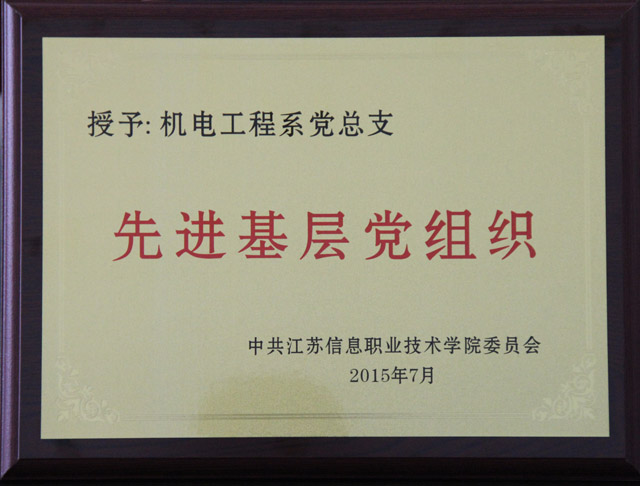 授予:机电工程系党总支
先进基层党组织
中共江苏信息职业技术学院委员会
2015年7月